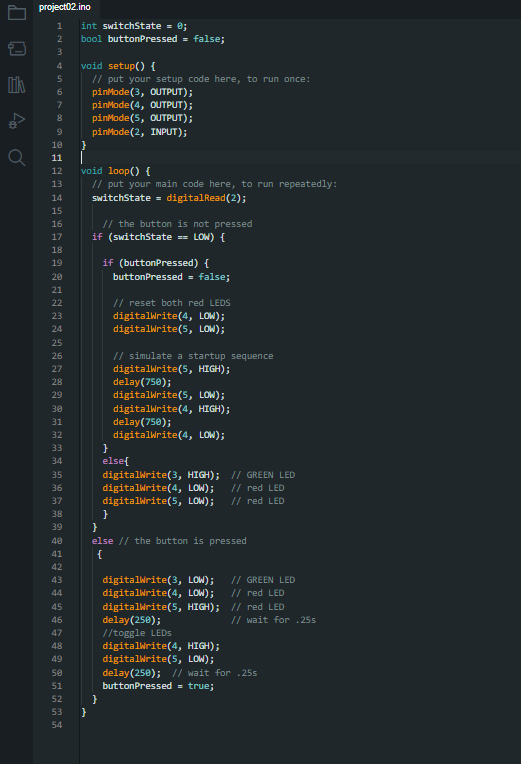 project02.ino
1 int switchState = 0;
2 bool buttonPressed = false;
3
4 void setup() {
5 // put your setup code here, to run once:
6 pinMode(3, OUTPUT);
7 pinMode(4, OUTPUT);
8 pinMode(5, OUTPUT);
9 pinMode(2, INPUT);
10 }
11
12 void loop() {
13 // put your main code here, to run repeatedly:
14 switchState = digitalRead(2);
15
16 // the button is not pressed
17 if (switchState == LOW) {
18
19 if (buttonPressed) {
20 buttonPressed = false;
21
22 // reset both red LEDS
23 digitalWrite(4, LOW);
24 digitalWrite(5, LOW);
25
26 // simulate a startup sequence
27 digitalWrite(5, HIGH);
28 delay(750);
29 digitalWrite(5, LOW);
30 digitalWrite(4, HIGH);
31 delay(750);
32 digitalWrite(4, LOW);
33 }
34 else{
35 digitalWrite(3, HIGH); // GREEN LED
36 digitalWrite(4, LOW); // red LED
37 digitalWrite(5, LOW); // red LED
38 }
39 }
40 else // the button is pressed
41 {
42
43 digitalWrite(3, LOW); // GREEN LED
44 digitalWrite(4, LOW); // red LED
45 digitalWrite(5, HIGH); // red LED
46 delay(250); // wait for .25s
47 //toggle LEDs
48 digitalWrite(4, HIGH);
49 digitalWrite(5, LOW);
50 delay(250); // wait for .25s
51 buttonPressed = true;
52 }
53 }
54